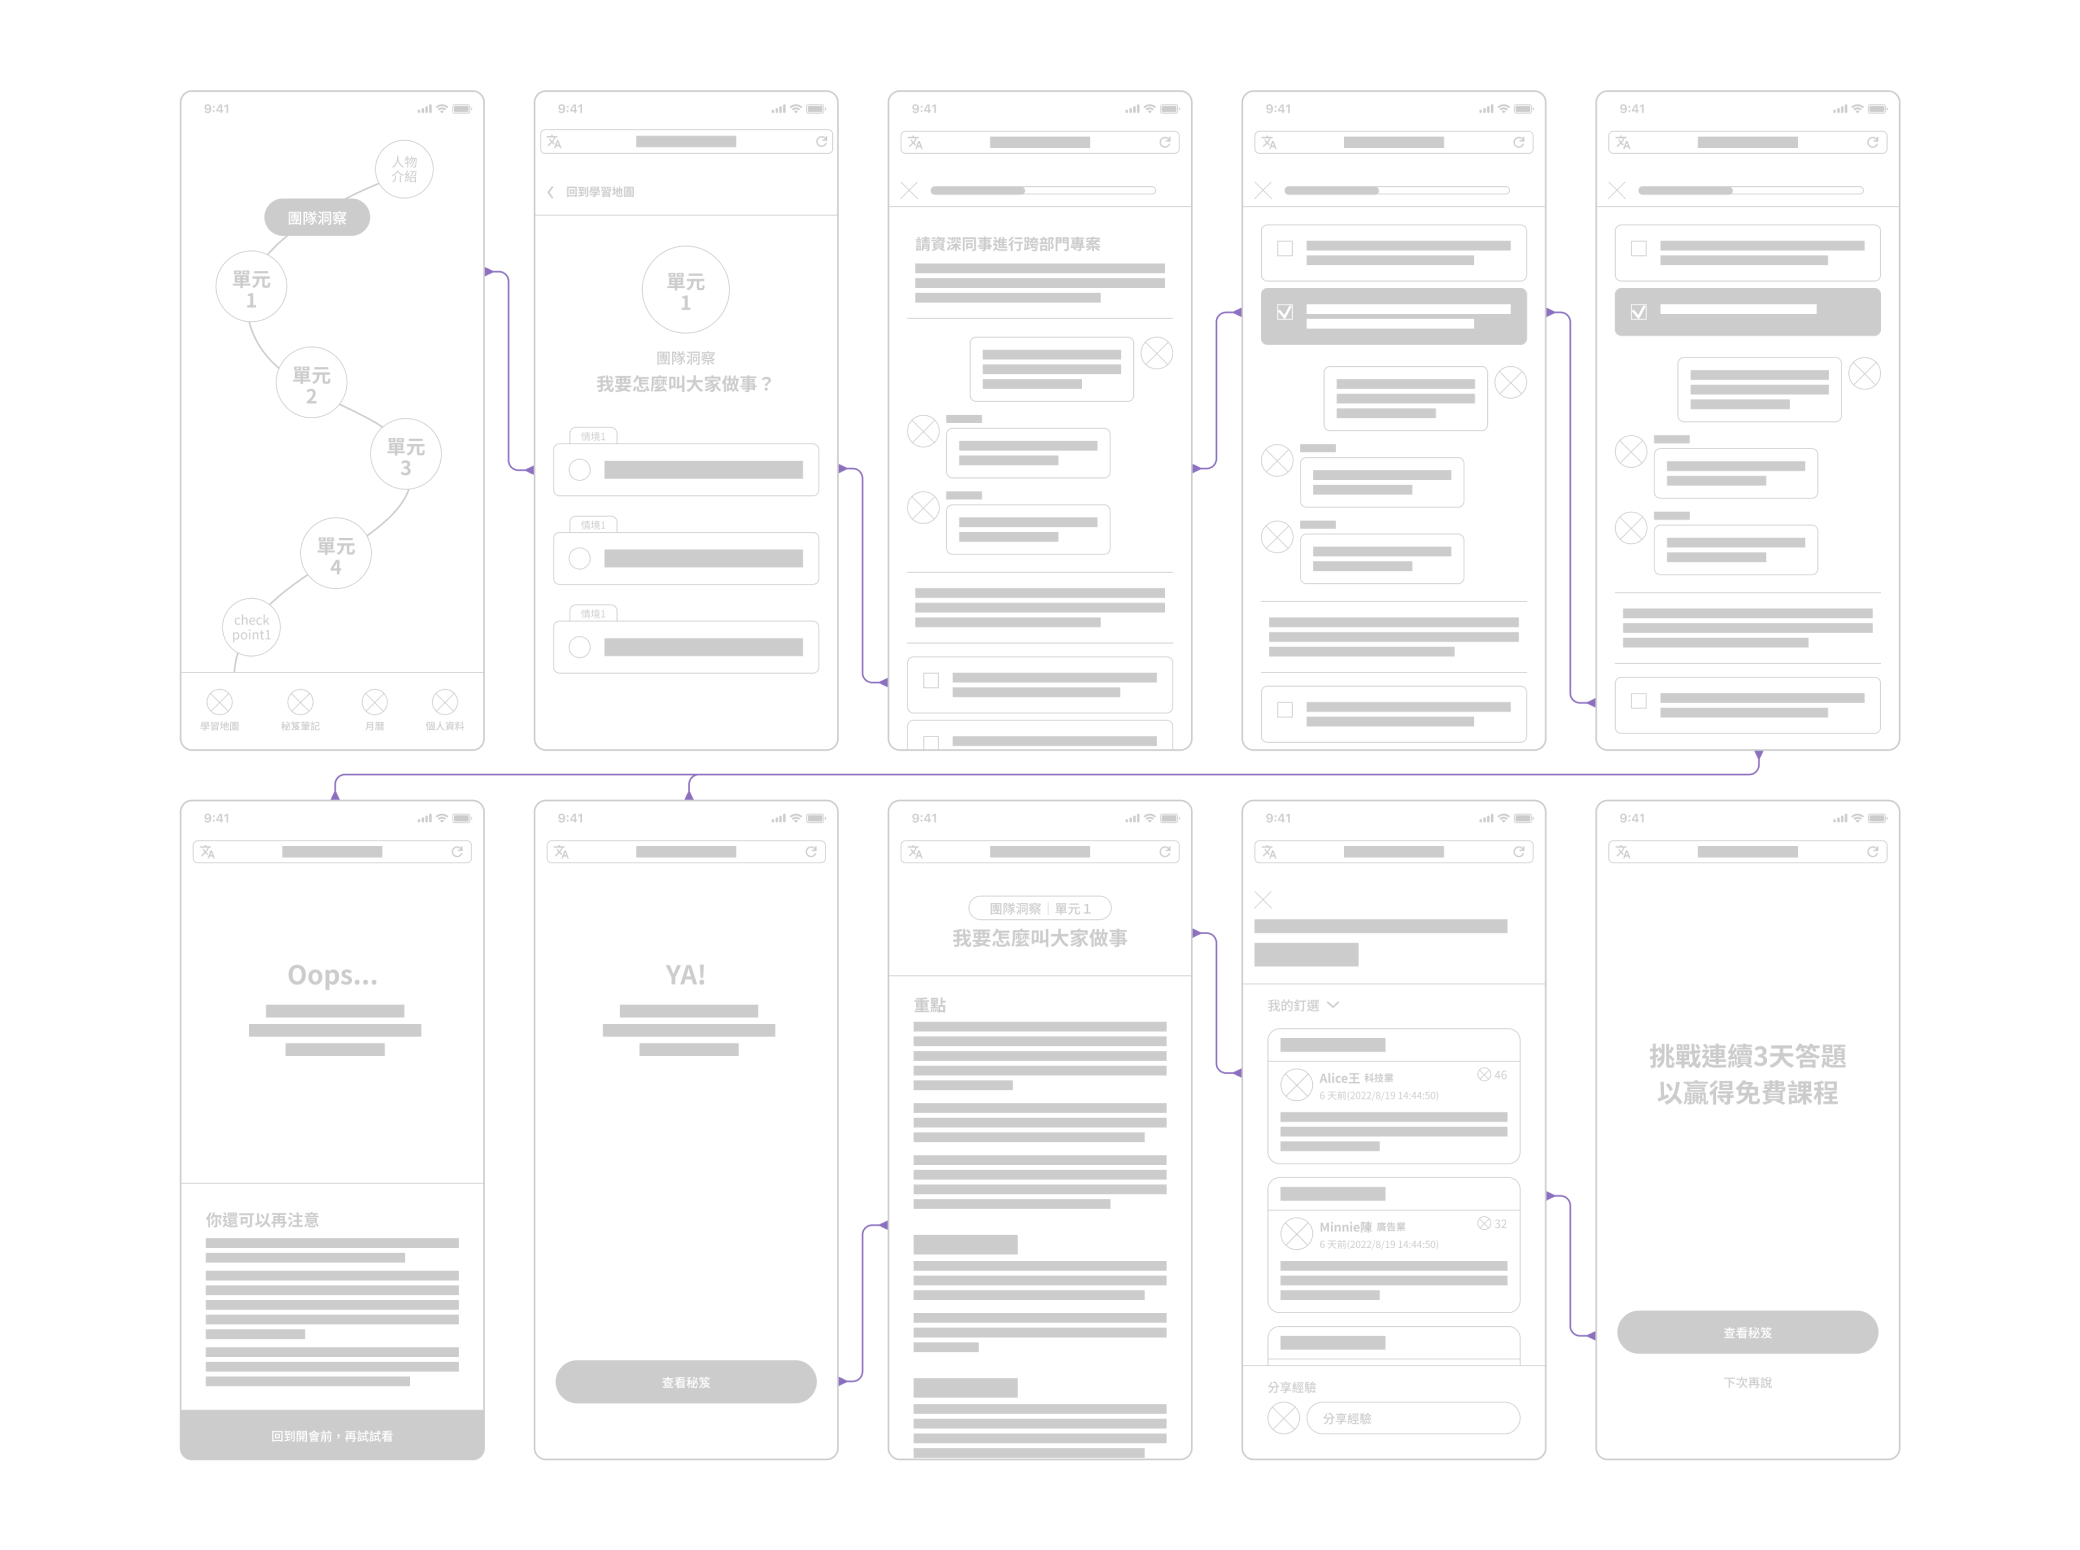 9:41
人物
介紹
團隊洞察
單元
1
單元
2
單元
3
單元
4
check
point1
學習地圖
秘笈筆記
月曆
個人資料
9:41
回到學習地圖
單元
1
團隊洞察
我要怎麼叫大家做事？
情境1
情境1
情境1
9:41
請資深同事進行跨部門專案
9:41
9:41
9:41
Oops...
你還可以再注意
回到開會前，再試試看
9:41
YA!
查看秘笈
9:41
團隊洞察｜單元 1
我要怎麼叫大家做事
重點
9:41
我的釘選
Alice王 科技業
46
6 天前(2022/8/19 14:44:50)
Minnie陳 廣告業
32
6 天前(2022/8/19 14:44:50)
分享經驗
分享經驗
9:41
挑戰連續3天答題
以贏得免費課程
查看秘笈
下次再說